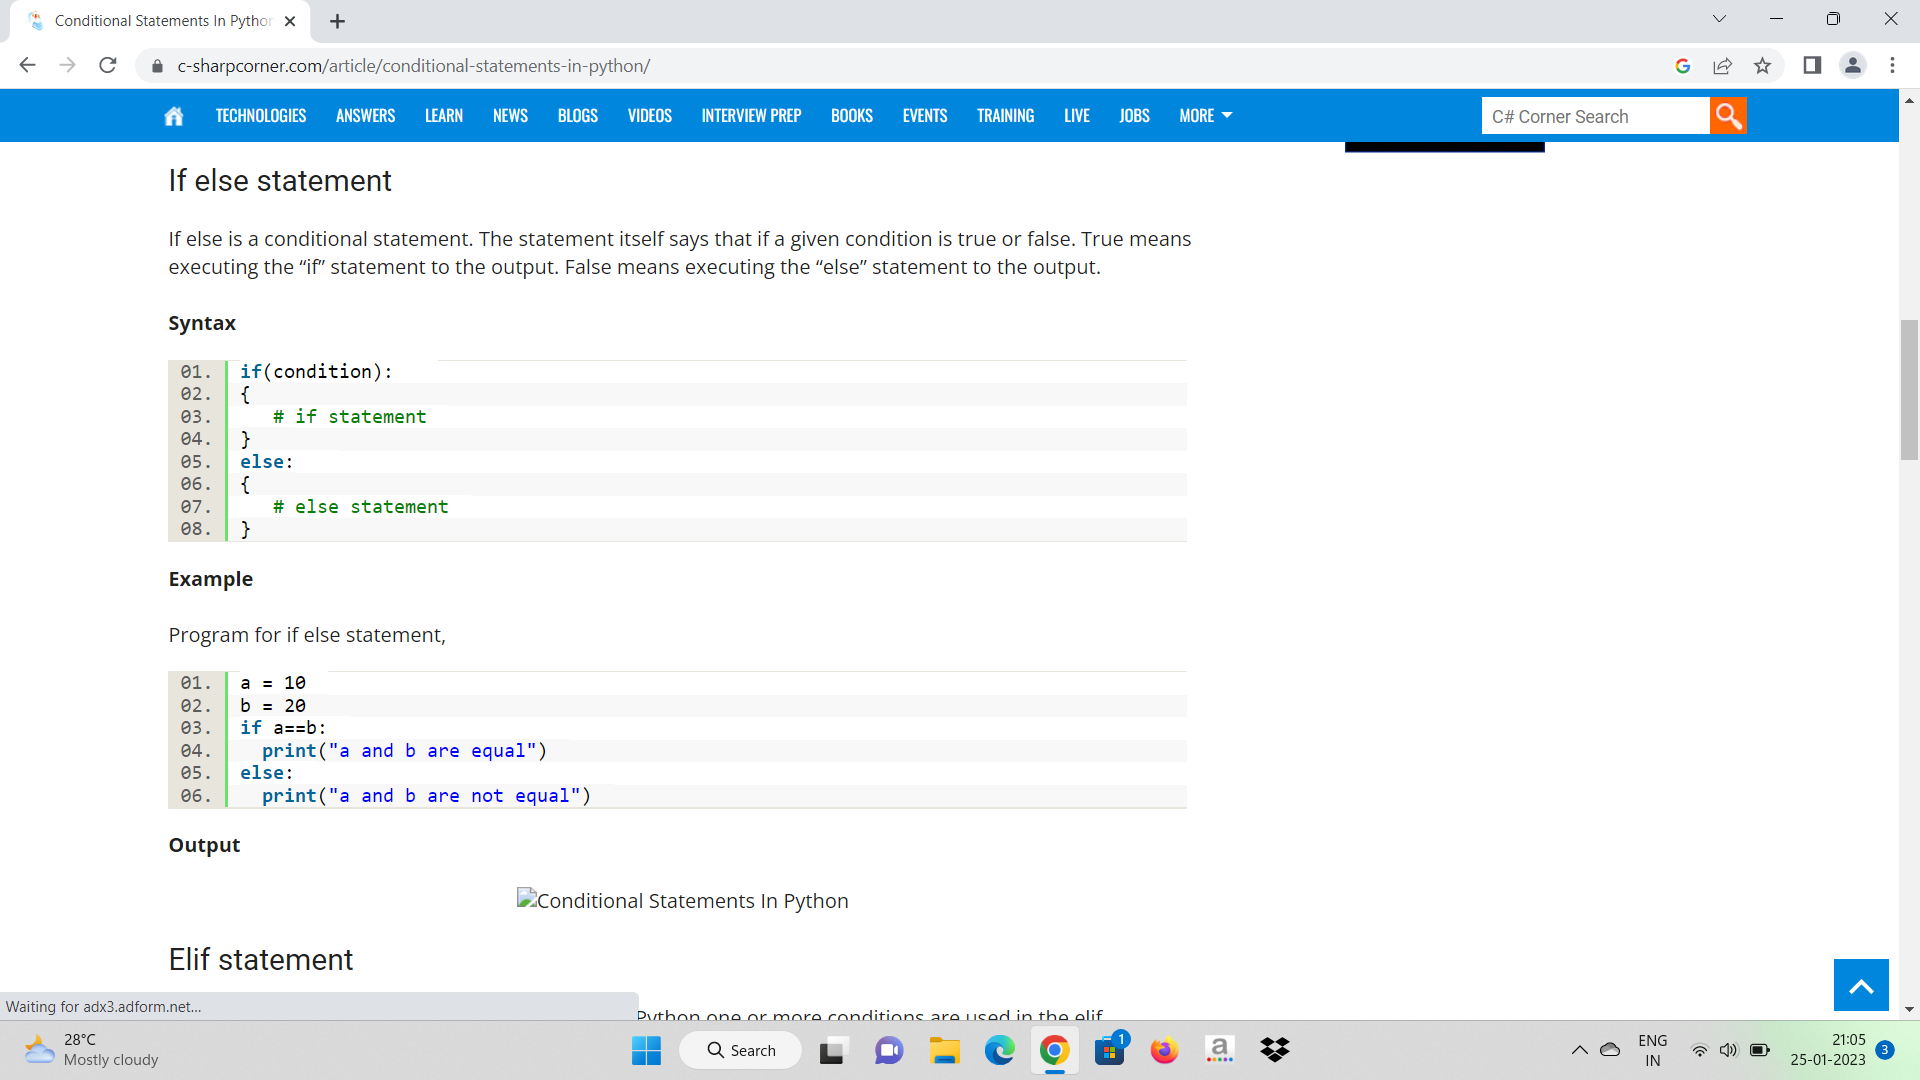 Conditional Statements In Python
c-sharpcorner.com/article/conditional-statements-in-python/
TECHNOLOGIES ANSWERS LEARN NEWS BLOGS VIDEOS INTERVIEW PREP BOOKS EVENTS TRAINING LIVE JOBS MORE C# Corner Search
If else statement
If else is a conditional statement. The statement itself says that if a given condition is true or false. True means
executing the “if” statement to the output. False means executing the “else” statement to the output.
Syntax
01. if(condition):
02. {
03. # if statement
04. }
05. else:
06. {
07. # else statement
08. }
Example
Program for if else statement,
01. a = 10
02. b = 20
03. if a==b:
04. print("a and b are equal")
05. else:
06. print("a and b are not equal")
Output
Conditional Statements In Python
Elif statement
Waiting for adx3.adform.net...
Python one or more conditions are used in the elif
28°C
Mostly cloudy
Search
1
a
ENG
IN
21:05
25-01-2023
3